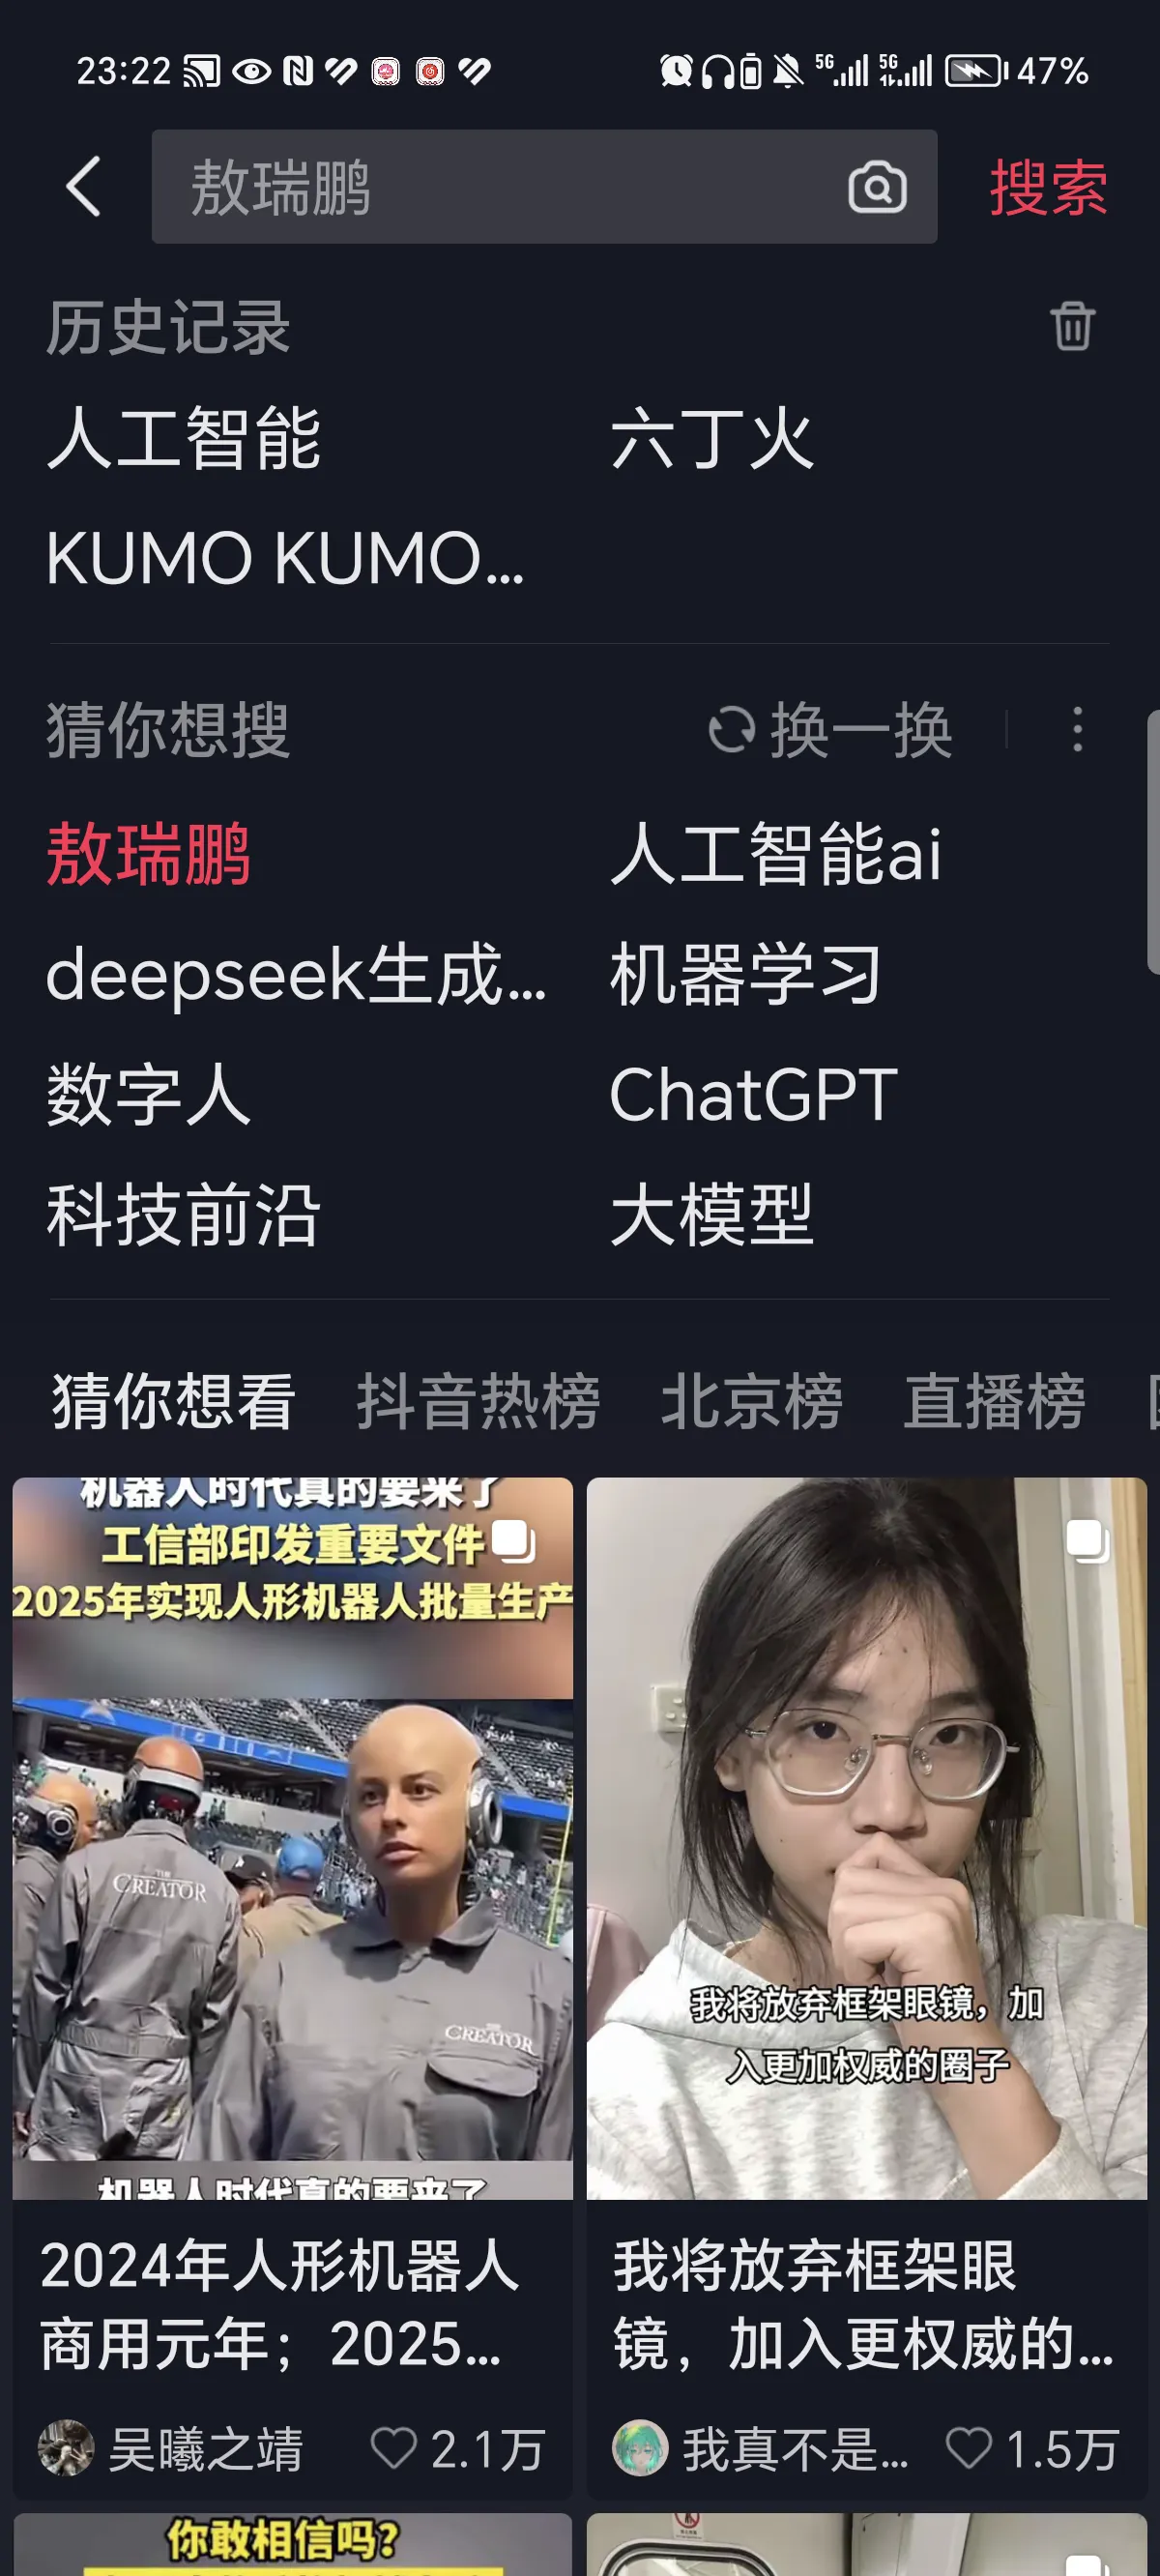 23:22
5G
5G
47%
敖瑞鹏
搜索
历史记录
人工智能
六丁火
KUMO KUMO...
猜你想搜
换一换
敖瑞鹏
人工智能ai
deepseek生成...
机器学习
数字人
ChatGPT
科技前沿
大模型
猜你想看
抖音热榜
北京榜
直播榜
机器人时代真的要来了
工信部印发重要文件
2025年实现人形机器人批量生产
THE
CREATOR
CREATOR
机器人时代真的要来了
我将放弃框架眼镜，加
入更加权威的圈子
2024年人形机器人
商用元年；2025...
吴曦之靖
2.1万
我将放弃框架眼
镜，加入更权威的...
我真不是...
1.5万
你敢相信吗?